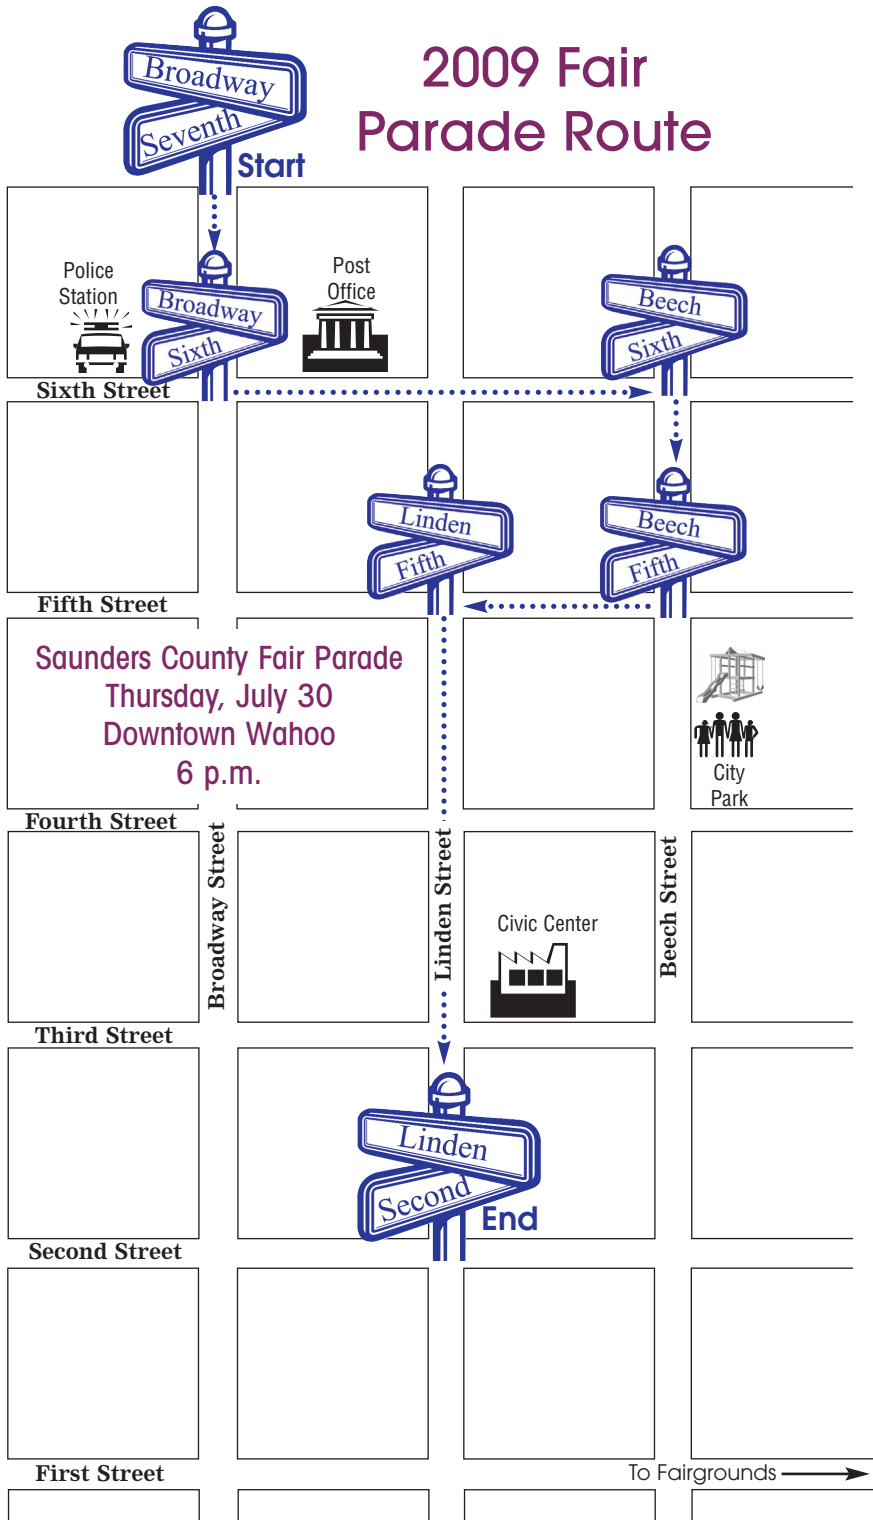 2009 Fair
Parade Route
Broadway
Seventh
Start
Police
Station
Broadway
Sixth
Post
Office
Beech
Sixth
Sixth Street
Linden
Fifth
Beech
Fifth
Fifth Street
Saunders County Fair Parade
Thursday, July 30
Downtown Wahoo
6 p.m.
City
Park
Fourth Street
Broadway Street
Linden Street
Beech Street
Civic Center
Third Street
Linden
Second
End
Second Street
First Street
To Fairgrounds